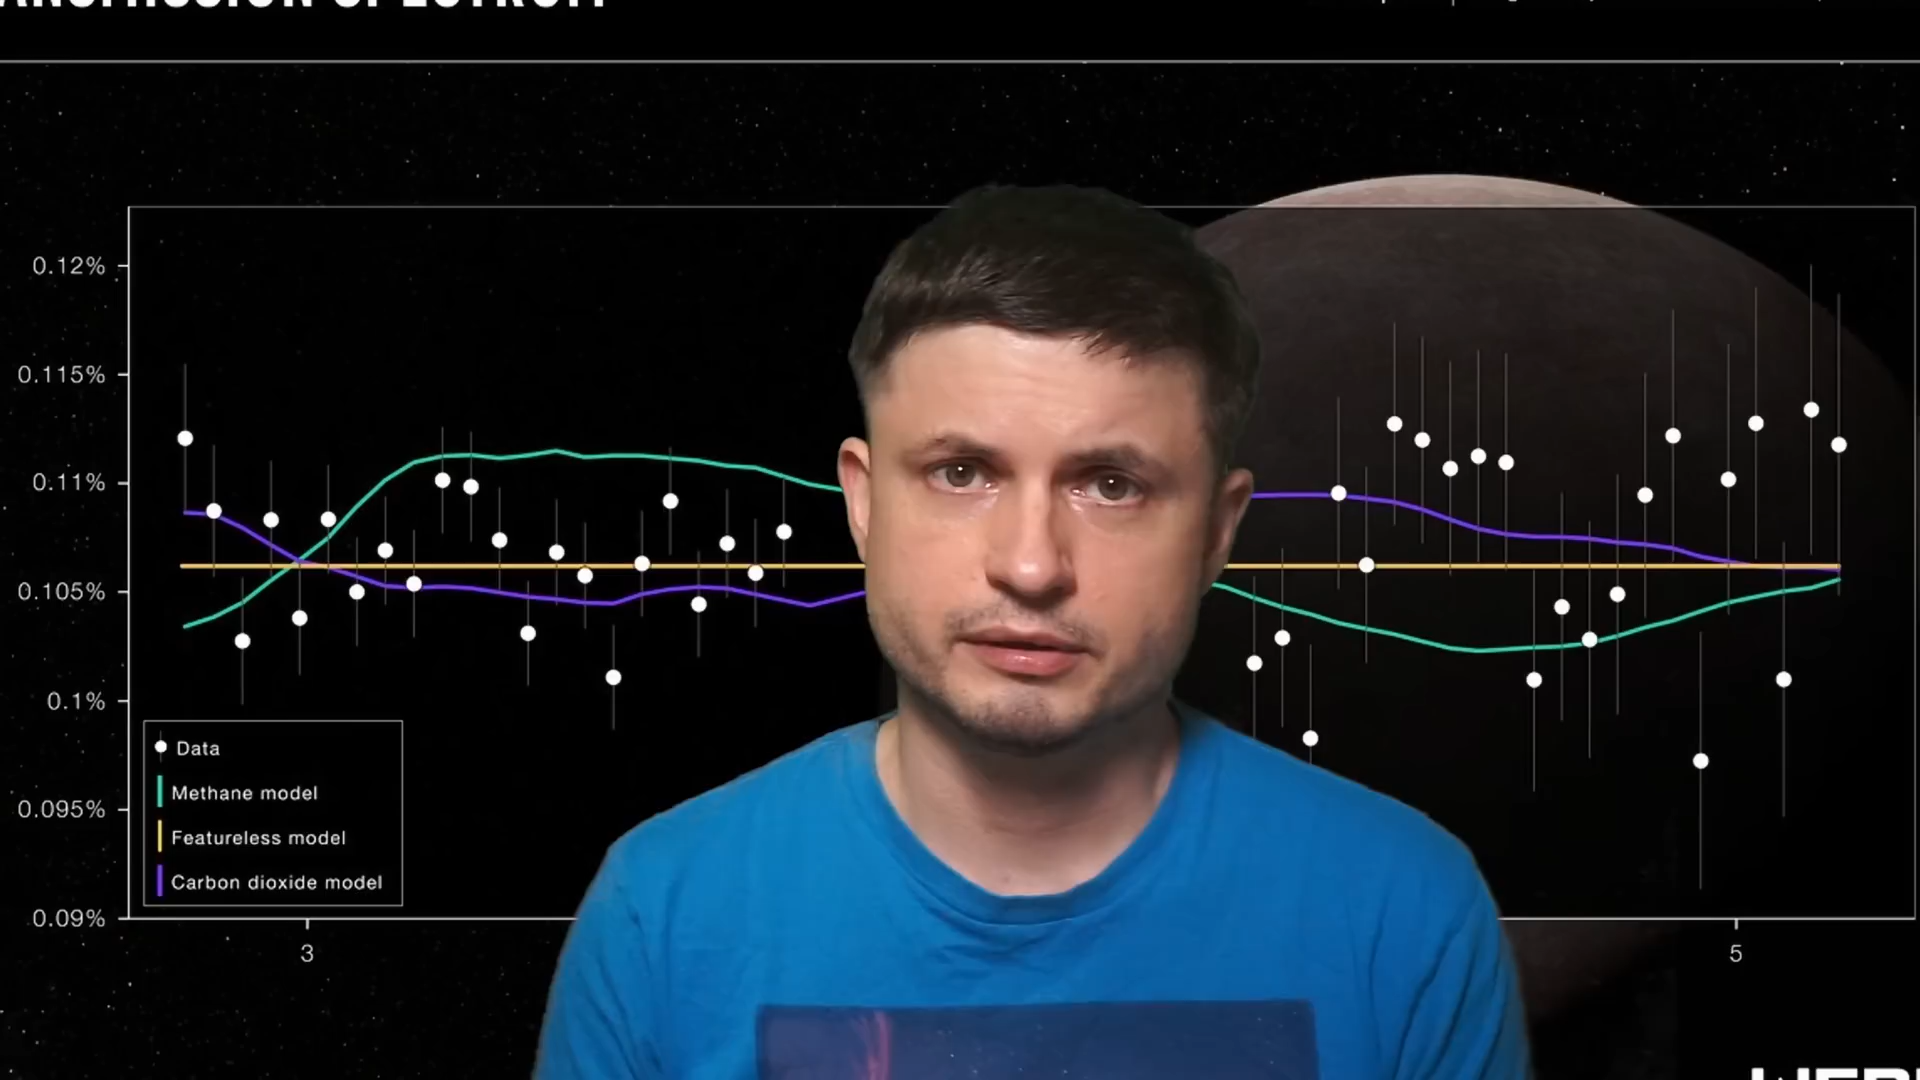 0.12%
0.115%
0.11%
0.105%
0.1%
0.095%
0.09%
Data
Methane model
Featureless model
Carbon dioxide model
3
5